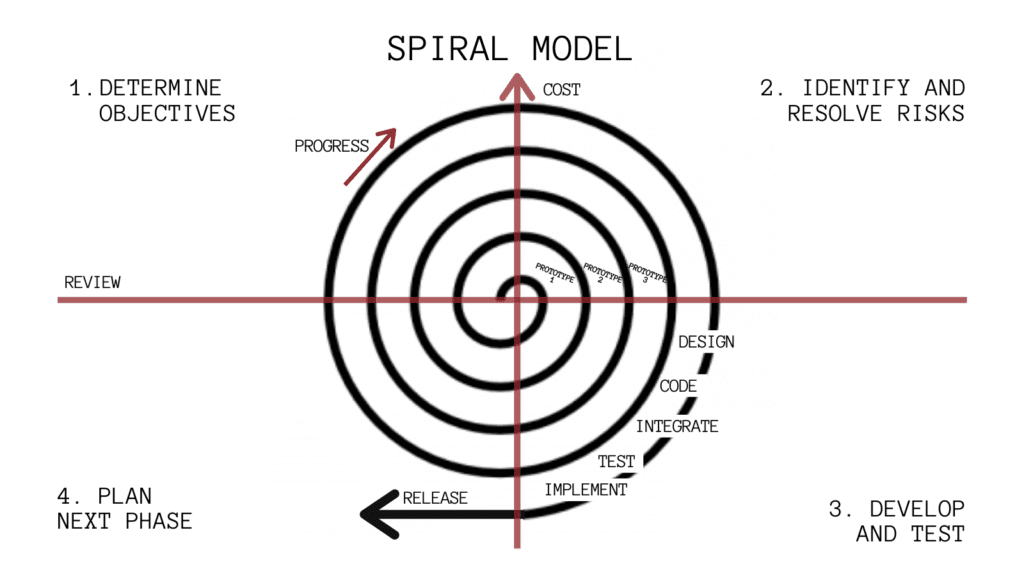 SPIRAL MODEL
1. DETERMINE
OBJECTIVES
COST
2. IDENTIFY AND
RESOLVE RISKS
PROGRESS
REVIEW
PROTOTYPE
1
PROTOTYPE
2
PROTOTYPE
3
DESIGN
CODE
INTEGRATE
TEST
IMPLEMENT
RELEASE
4. PLAN
NEXT PHASE
3. DEVELOP
AND TEST